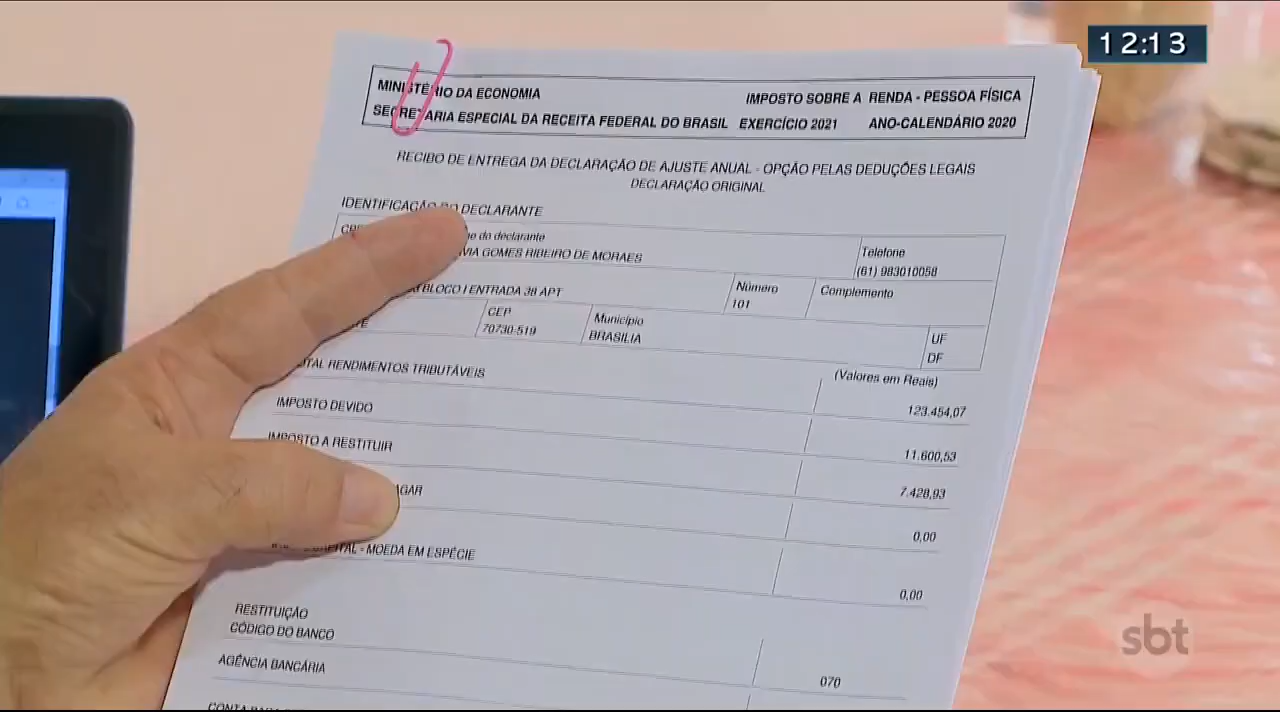 12:13
MINISTÉRIO DA ECONOMIA IMPOSTO SOBRE A RENDA - PESSOA FÍSICA
SECRETARIA ESPECIAL DA RECEITA FEDERAL DO BRASIL EXERCÍCIO 2021 ANO-CALENDÁRIO 2020
RECIBO DE ENTREGA DA DECLARAÇÃO DE AJUSTE ANUAL - OPÇÃO PELAS DEDUÇÕES LEGAIS
DECLARAÇÃO ORIGINAL
IDENTIFICAÇÃO DO DECLARANTE
do declarante Telefone
GOMES RIBEIRO DE MORAES (61) 983010058
BLOCO I ENTRADA 38 APT Número Complemento
101
CEP Município UF
70730-519 BRASILIA DF
RENDIMENTOS TRIBUTÁVEIS (Valores em Reais)
123.454,07
IMPOSTO DEVIDO
11.600,53
IMPOSTO A RESTITUIR
7.428,93
0,00
- MOEDA EM ESPÉCIE
0,00
RESTITUIÇÃO
CÓDIGO DO BANCO
070
AGÊNCIA BANCÁRIA
sbt